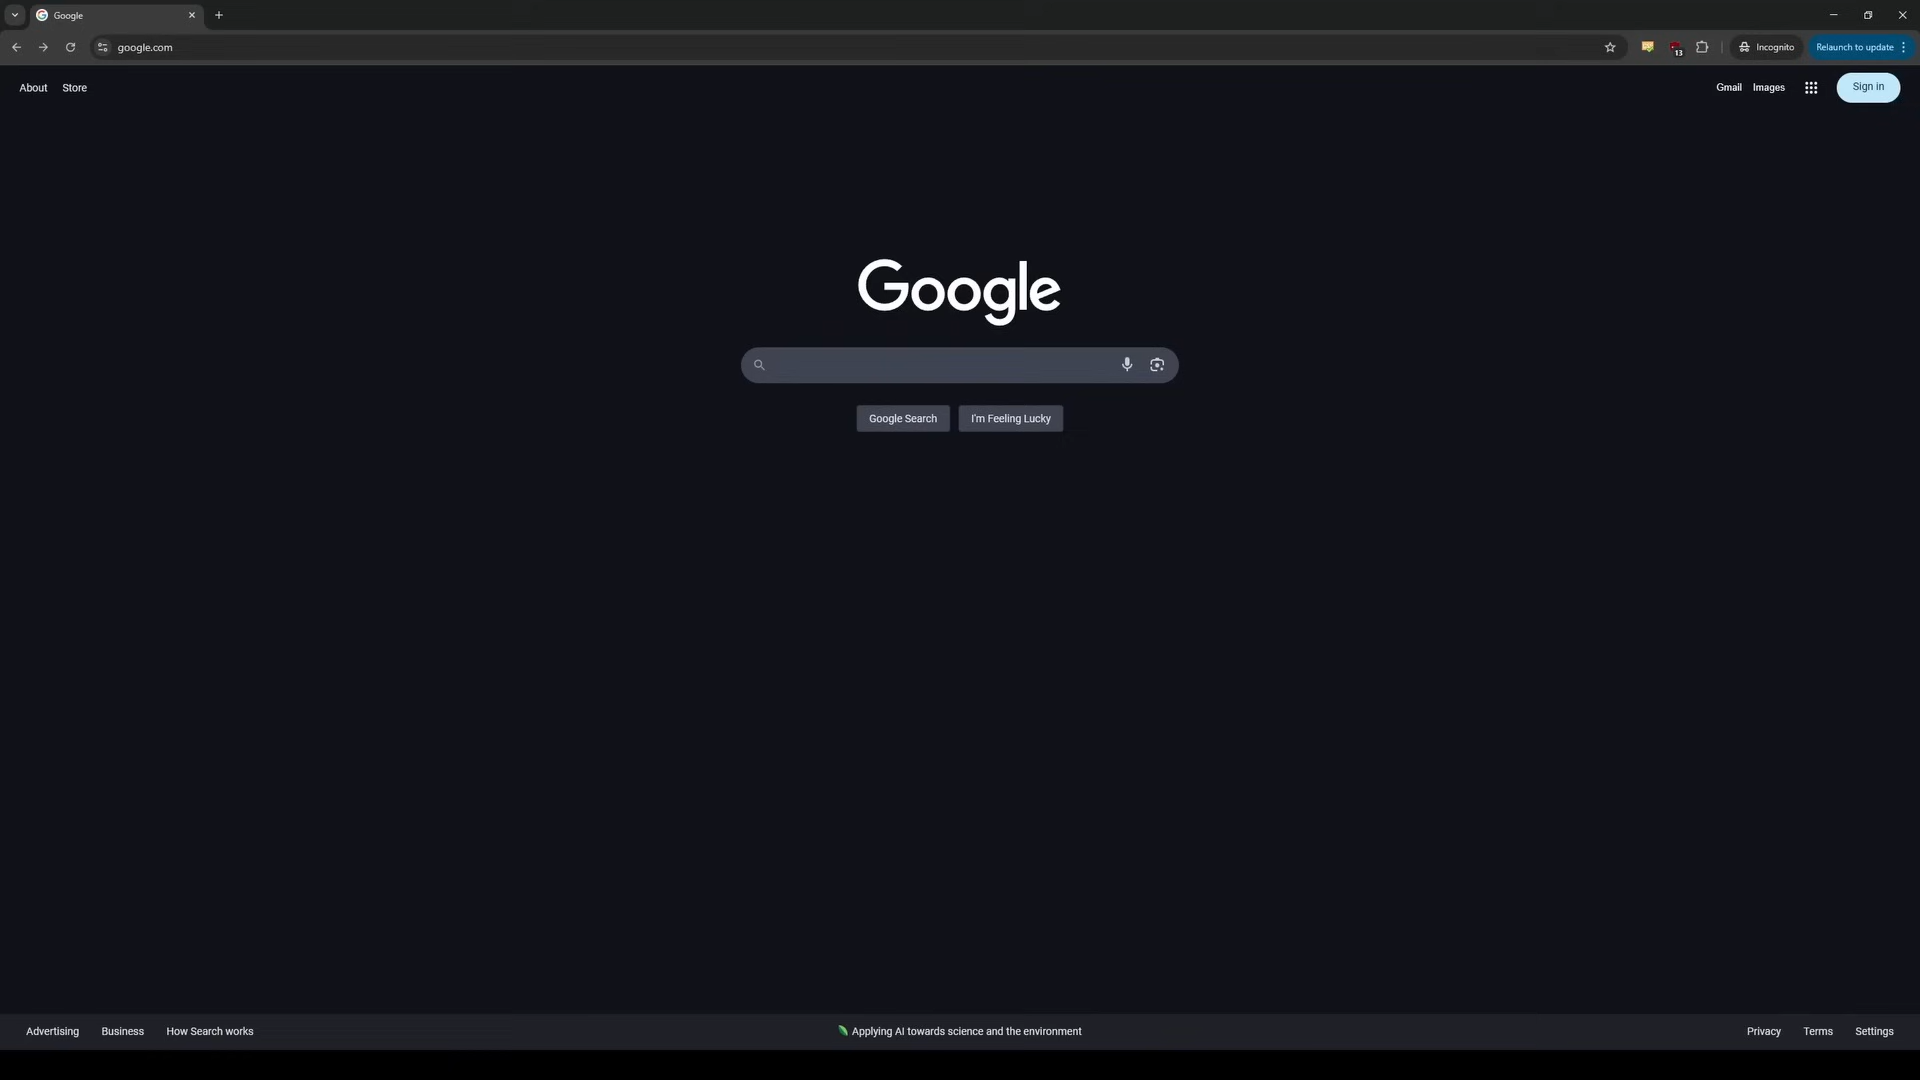 Google
google.com
Incognito
Relaunch to update
13
About
Store
Gmail
Images
Sign in
Google
Google Search
I'm Feeling Lucky
Advertising
Business
How Search works
Applying AI towards science and the environment
Privacy
Terms
Settings